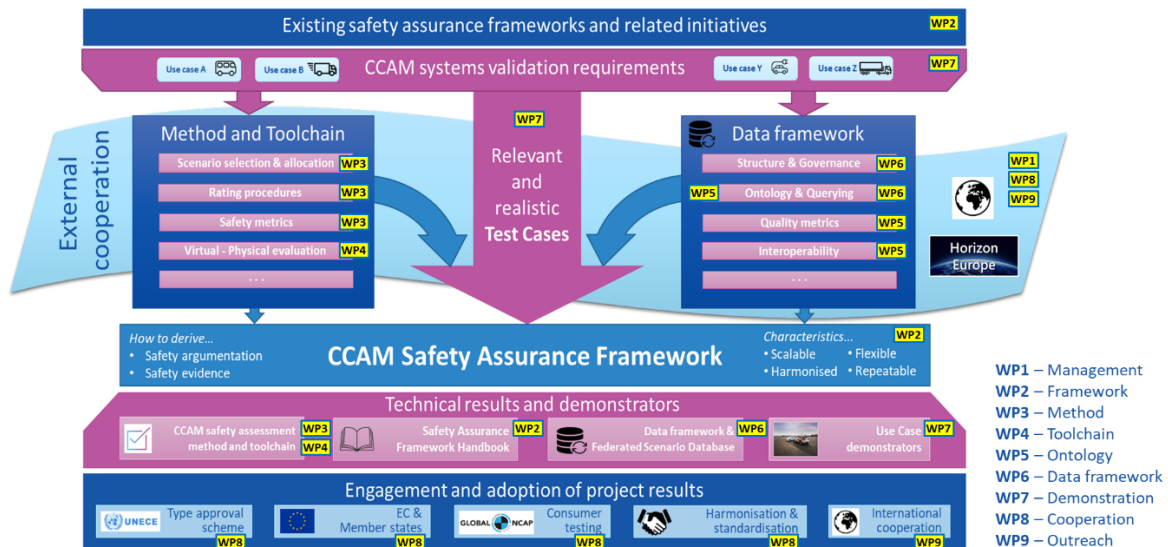 Existing safety assurance frameworks and related initiatives
WP2
Use case A
Use case B
CCAM systems validation requirements
Use case Y
Use case Z
WP7
External
cooperation
Method and Toolchain
Scenario selection & allocation WP3
Rating procedures WP3
Safety metrics WP3
Virtual - Physical evaluation WP4
. . .
WP7
Relevant
and
realistic
Test Cases
Data framework
Structure & Governance WP6
WP5 Ontology & Querying WP6
Quality metrics WP5
Interoperability WP5
. . .
WP1
WP8
WP9
Horizon
Europe
How to derive...
• Safety argumentation
• Safety evidence
CCAM Safety Assurance Framework
Characteristics...
WP2
• Scalable • Flexible
• Harmonised • Repeatable
Technical results and demonstrators
CCAM safety assessment WP3
method and toolchain WP4
Safety Assurance WP2
Framework Handbook
Data framework & WP6
Federated Scenario Database
Use Case WP7
demonstrators
Engagement and adoption of project results
UNECE
Type approval
scheme
WP8
EC &
Member states
WP8
GLOBAL NCAP
Consumer
testing
WP8
Harmonisation &
standardisation
WP8
International
cooperation
WP9
WP1 – Management
WP2 – Framework
WP3 – Method
WP4 – Toolchain
WP5 – Ontology
WP6 – Data framework
WP7 – Demonstration
WP8 – Cooperation
WP9 – Outreach